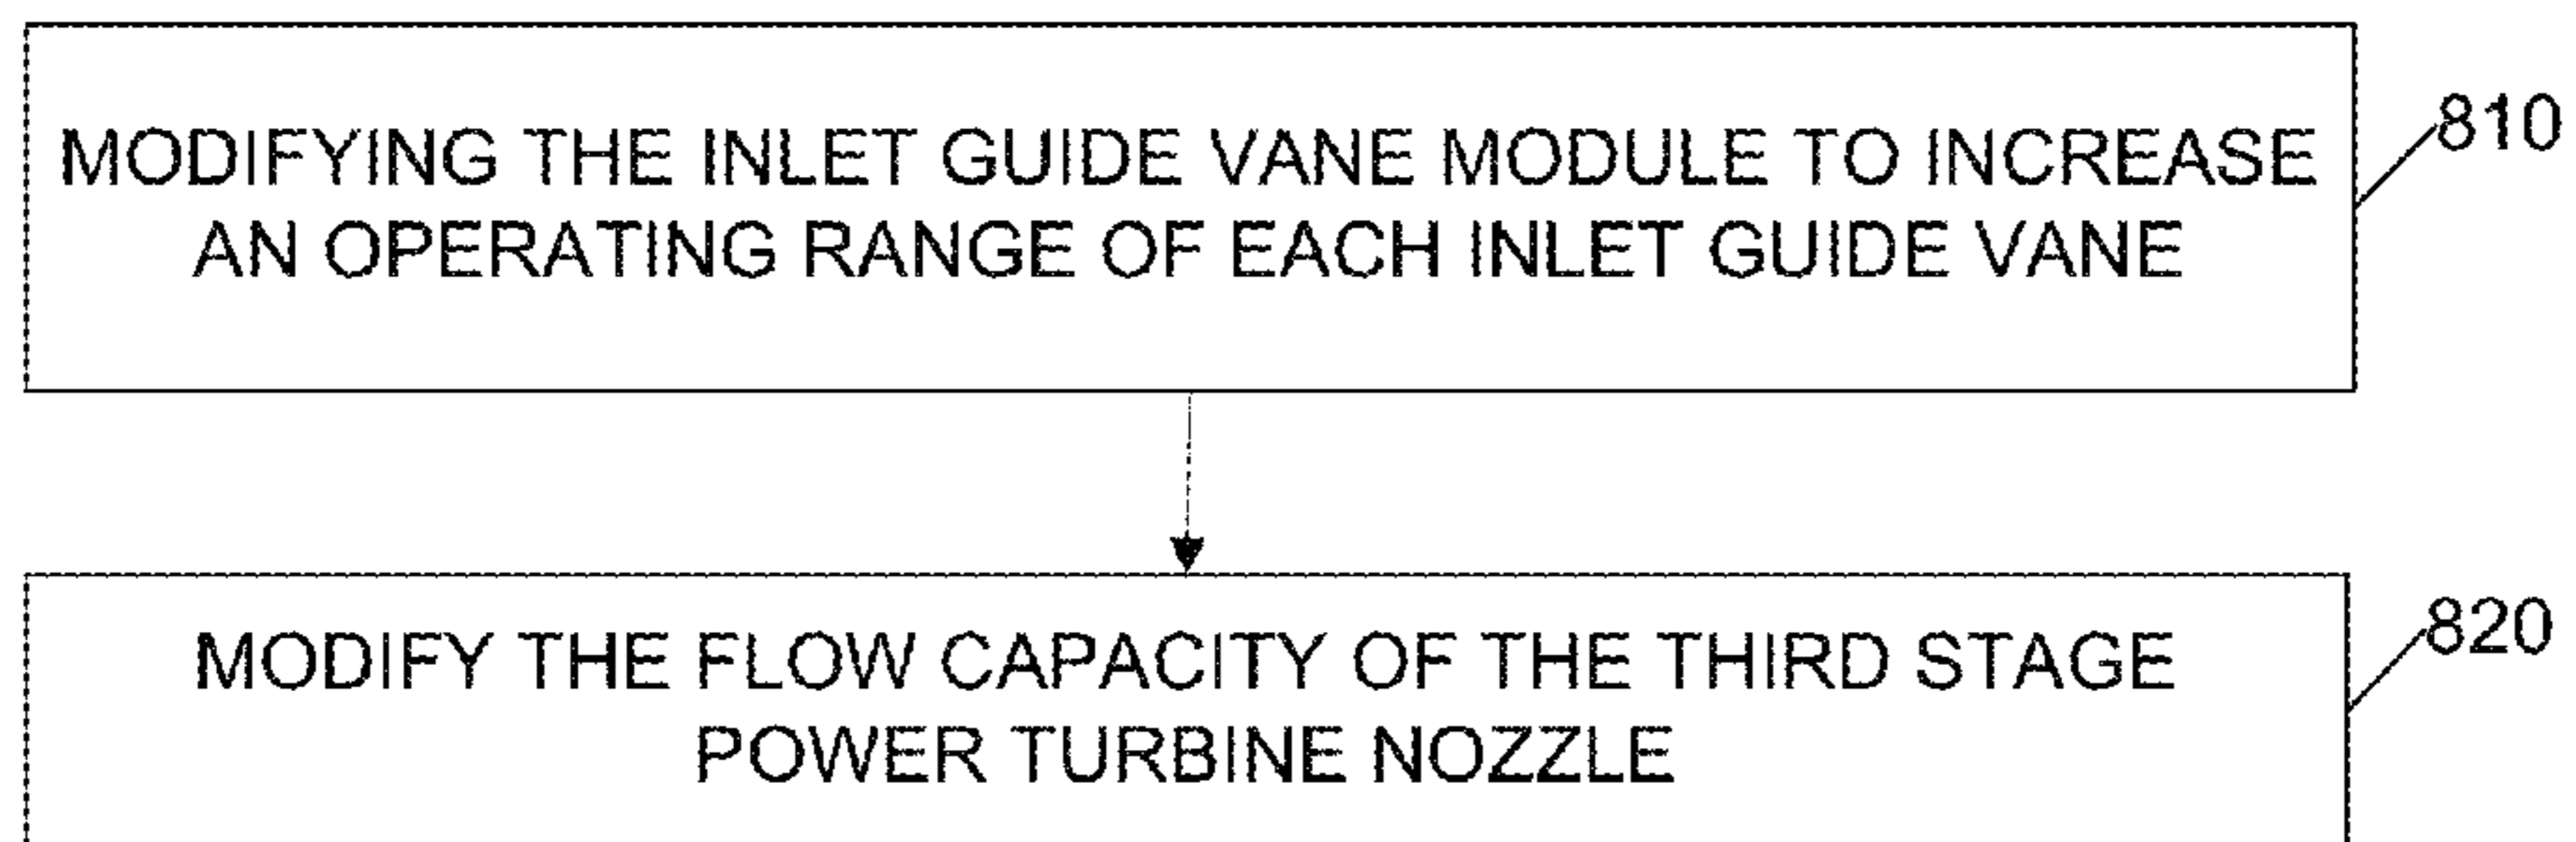 MODIFYING THE INLET GUIDE VANE MODULE TO INCREASE
AN OPERATING RANGE OF EACH INLET GUIDE VANE
810
MODIFY THE FLOW CAPACITY OF THE THIRD STAGE
POWER TURBINE NOZZLE
820